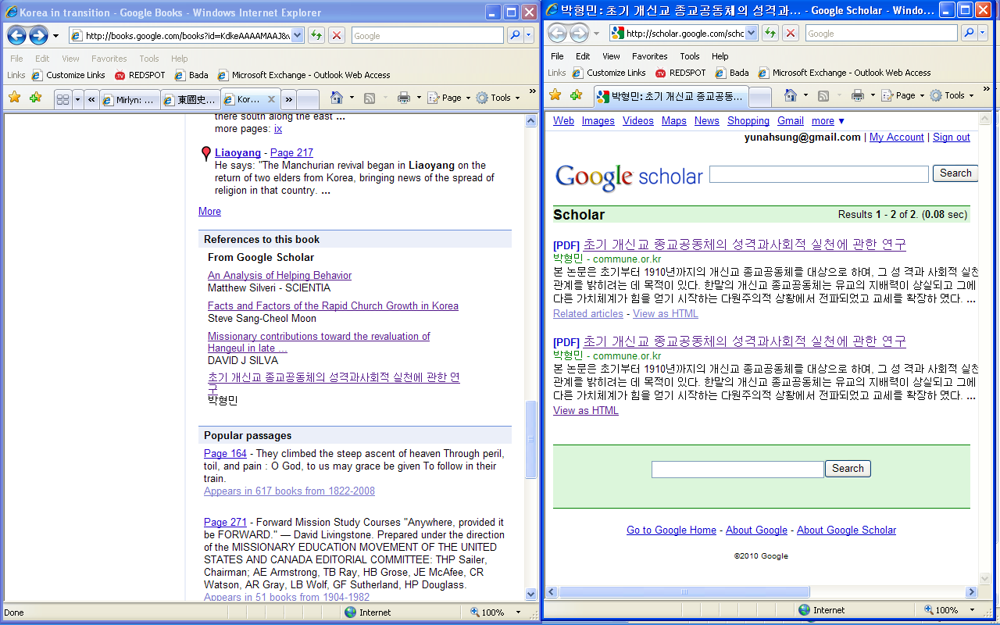 Korea in transition - Google Books - Windows Internet Explorer
http://books.google.com/books?id=KdkeAAAAMAAJ&
Google
File Edit View Favorites Tools Help
Links Customize Links REDSPOT Bada Microsoft Exchange - Outlook Web Access
« Mirlyn: ... 東國史... Kor... X »
Page Tools »
there south along the east ...
more pages: ix
Liaoyang - Page 217
He says: "The Manchurian revival began in Liaoyang on the
return of two elders from Korea, bringing news of the spread of
religion in that country. ...
More
References to this book
From Google Scholar
An Analysis of Helping Behavior
Matthew Silveri - SCIENTIA
Facts and Factors of the Rapid Church Growth in Korea
Steve Sang-Cheol Moon
Missionary contributions toward the revaluation of
Hangeul in late ...
DAVID J SILVA
초기 개신교 종교공동체의 성격과사회적 실천에 관한 연
구
박형민
Popular passages
Page 164 - They climbed the steep ascent of heaven Through peril,
toil, and pain : O God, to us may grace be given To follow in their
train.
Appears in 617 books from 1822-2008
Page 271 - Forward Mission Study Courses "Anywhere, provided it
be FORWARD." — David Livingstone. Prepared under the direction
of the MISSIONARY EDUCATION MOVEMENT OF THE UNITED
STATES AND CANADA EDITORIAL COMMITTEE: THP Sailer,
Chairman; AE Armstrong, TB Ray, HB Grose, JE McAfee, CR
Watson, AR Gray, LB Wolf, GF Sutherland, HP Douglass.
Appears in 51 books from 1904-1982
Done Internet 100%
박형민: 초기 개신교 종교공동체의 성격과... - Google Scholar - Windo...
http://scholar.google.com/scho
Google
File Edit View Favorites Tools Help
Links Customize Links REDSPOT Bada Microsoft Exchange - Outlook Web Access
박형민: 초기 개신교 종교공동...
Page Tools »
Web Images Videos Maps News Shopping Gmail more ▼
yunahsung@gmail.com | My Account | Sign out
Google scholar Search
Scholar Results 1 - 2 of 2. (0.08 sec)
[PDF] 초기 개신교 종교공동체의 성격과사회적 실천에 관한 연구
박형민 - commune.or.kr
본 논문은 초기부터 1910년까지의 개신교 종교공동체를 대상으로 하며, 그 성 격과 사회적 실천
관계를 밝히려는 데 목적이 있다. 한말의 개신교 종교공동체는 유교의 지배력이 상실되고 그에
다른 가치체계가 힘을 얻기 시작하는 다원주의적 상황에서 전파되었고 교세를 확장하 였다. ...
Related articles - View as HTML
[PDF] 초기 개신교 종교공동체의 성격과사회적 실천에 관한 연구
박형민 - commune.or.kr
본 논문은 초기부터 1910년까지의 개신교 종교공동체를 대상으로 하며, 그 성 격과 사회적 실천
관계를 밝히려는 데 목적이 있다. 한말의 개신교 종교공동체는 유교의 지배력이 상실되고 그에
다른 가치체계가 힘을 얻기 시작하는 다원주의적 상황에서 전파되었고 교세를 확장하 였다. ...
View as HTML
Search
Go to Google Home - About Google - About Google Scholar
©2010 Google
Internet 100%